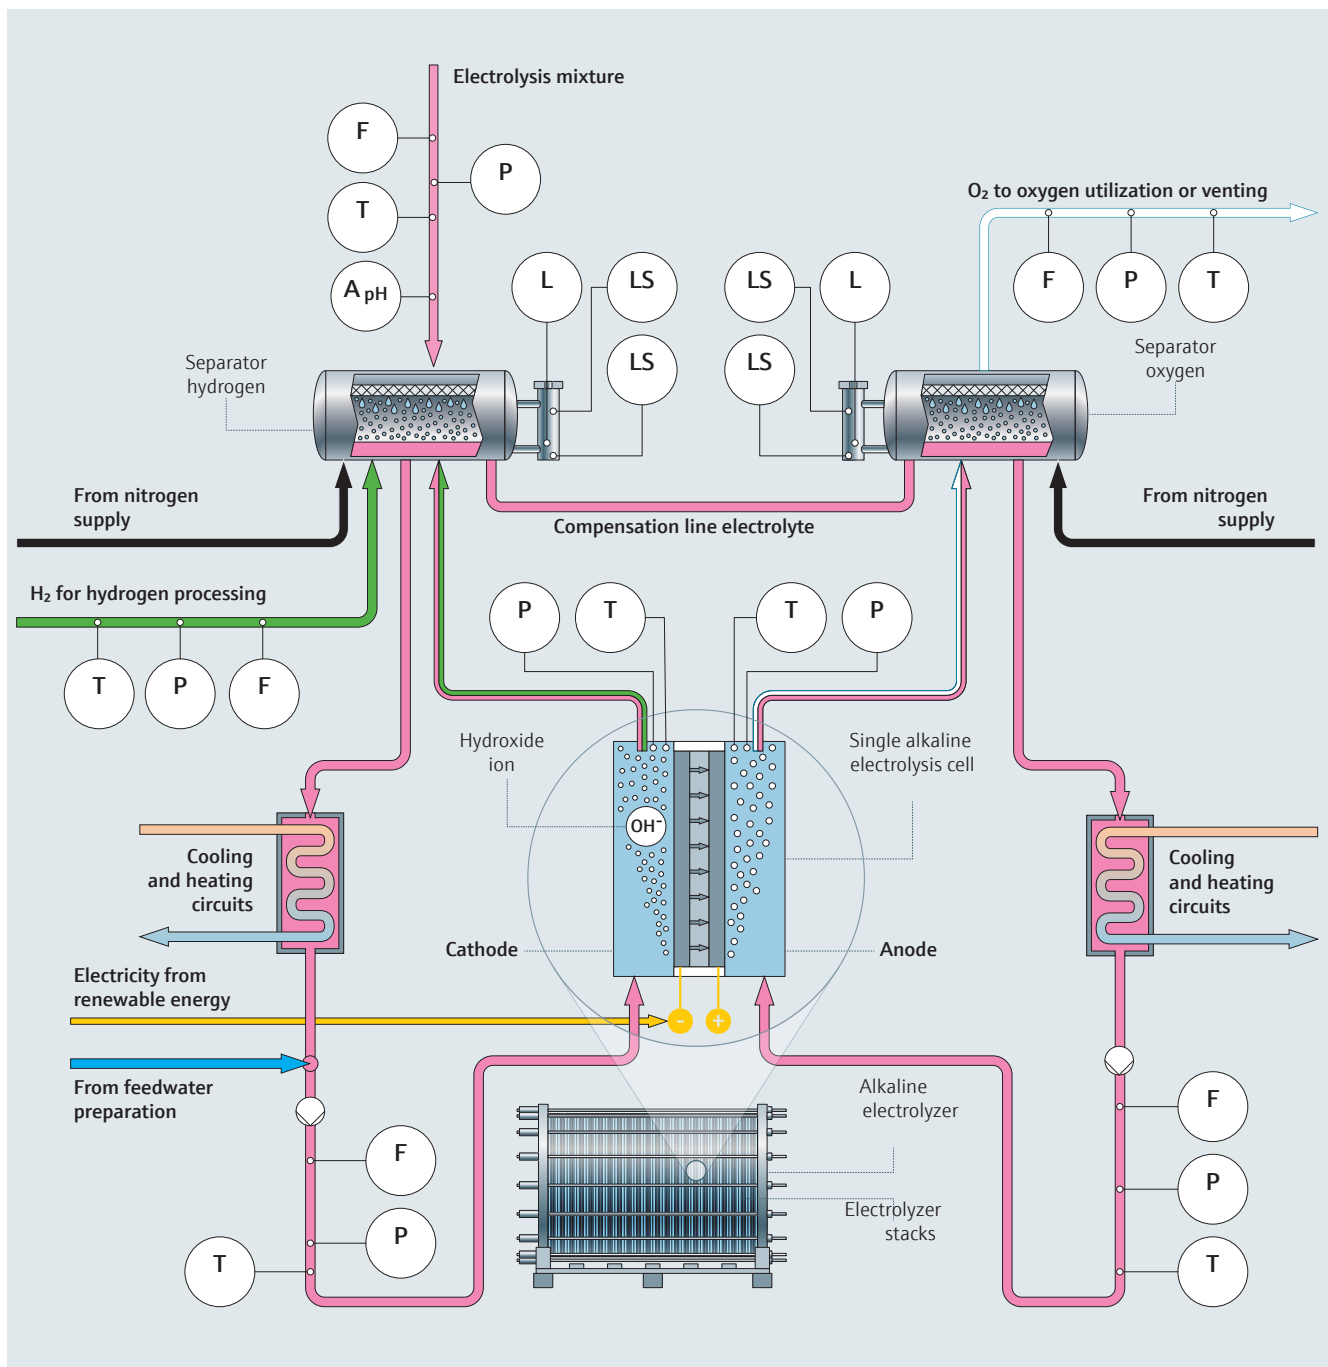 Electrolysis mixture
F
P
T
A pH
O₂ to oxygen utilization or venting
F
P
T
L
LS
LS
LS
L
LS
Separator
hydrogen
Separator
oxygen
From nitrogen
supply
Compensation line electrolyte
From nitrogen
supply
H₂ for hydrogen processing
T
P
F
P
T
T
P
Hydroxide
ion
Single alkaline
electrolysis cell
OH⁻
Cooling
and heating
circuits
Cooling
and heating
circuits
Cathode
Anode
Electricity from
renewable energy
-
+
From feedwater
preparation
Alkaline
electrolyzer
Electrolyzer
stacks
F
P
T
F
P
T